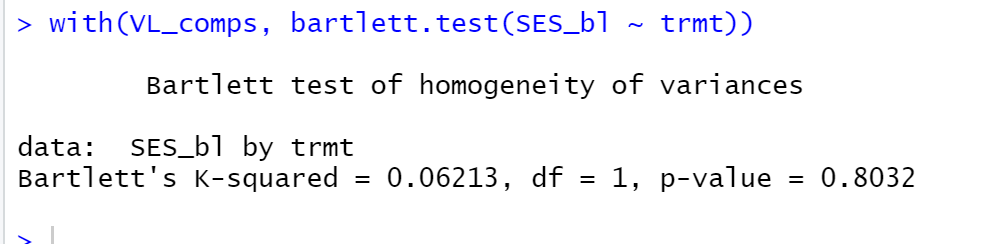 > with(VL_comps, bartlett.test(SES_bl ~ trmt))
Bartlett test of homogeneity of variances
data:  SES_bl by trmt
Bartlett's K-squared = 0.06213, df = 1, p-value = 0.8032
>